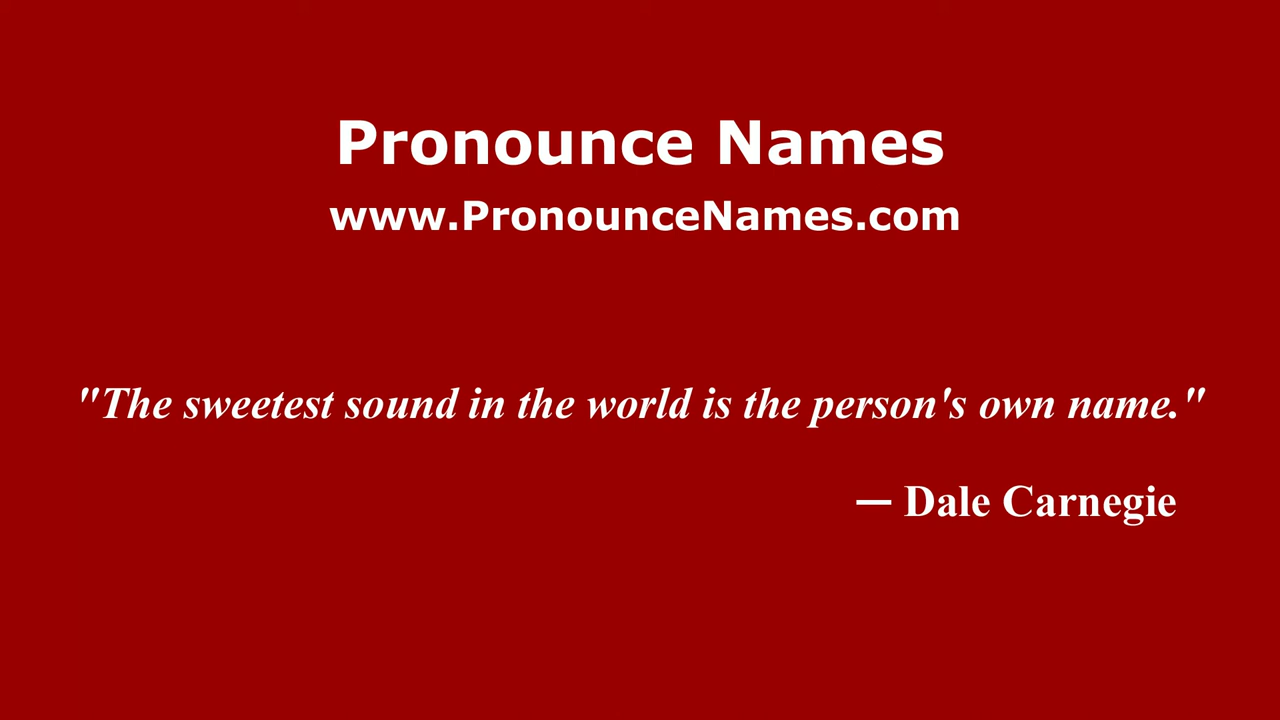 Pronounce Names
www.PronounceNames.com
"The sweetest sound in the world is the person's own name."
— Dale Carnegie